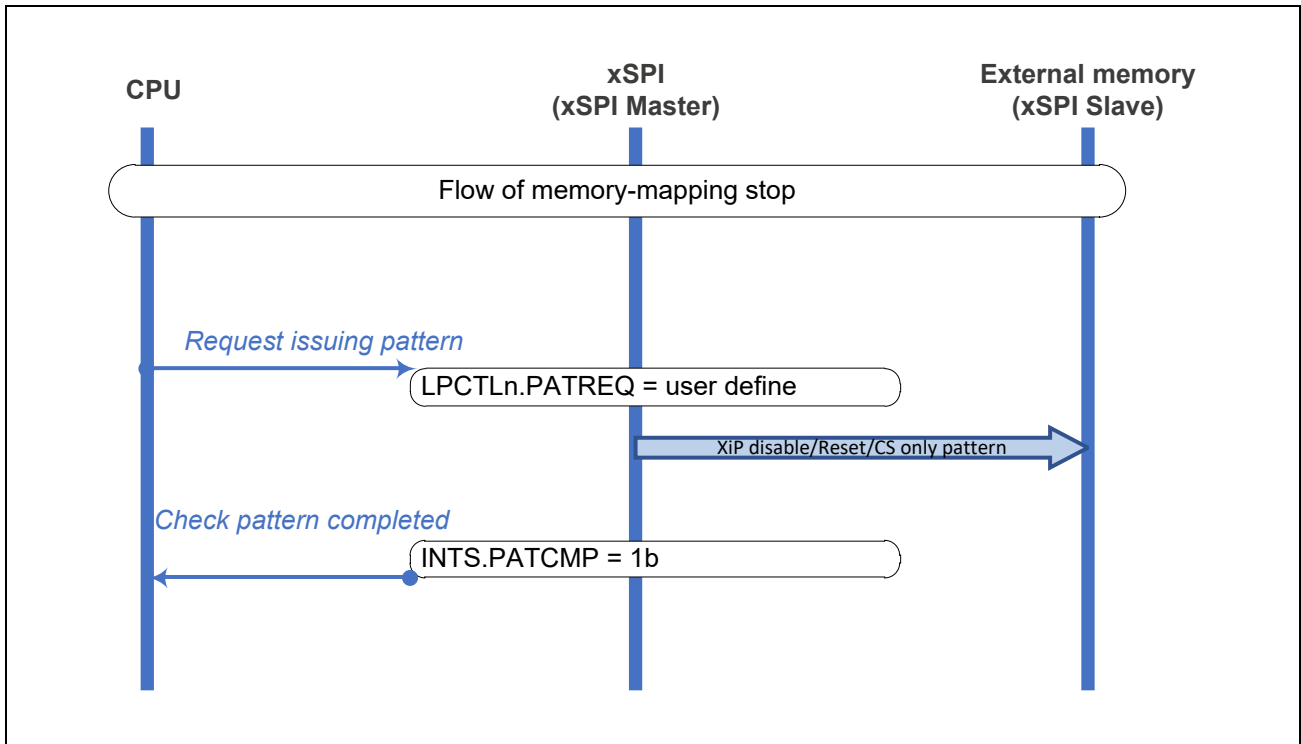 CPU
xSPI
(xSPI Master)
External memory
(xSPI Slave)
Flow of memory-mapping stop
Request issuing pattern
LPCTLn.PATREQ = user define
XiP disable/Reset/CS only pattern
Check pattern completed
INTS.PATCMP = 1b